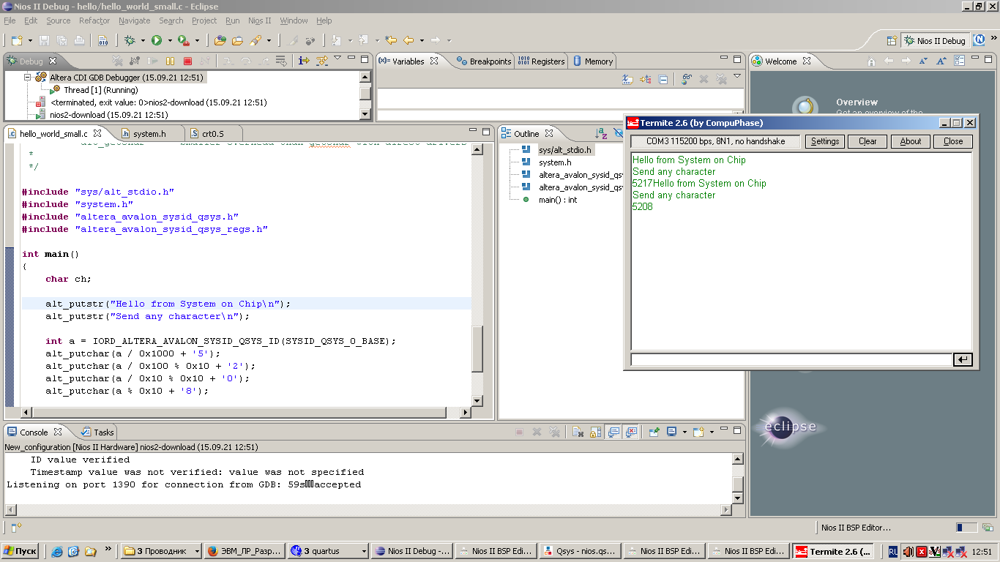 Nios II Debug - hello/hello_world_small.c - Eclipse
File Edit Source Refactor Navigate Search Project Run Nios II Window Help
Nios II Debug
Debug
Altera CDI GDB Debugger (15.09.21 12:51)
Thread [1] (Running)
<terminated, exit value: 0>nios2-download (15.09.21 12:51)
nios2-download (15.09.21 12:51)
(x)= Variables Breakpoints Registers Memory
Welcome
Overview
Get an overview of the
hello_world_small.c system.h crt0.S
*
*/
#include "sys/alt_stdio.h"
#include "system.h"
#include "altera_avalon_sysid_qsys.h"
#include "altera_avalon_sysid_qsys_regs.h"
int main()
{
char ch;
alt_putstr("Hello from System on Chip\n");
alt_putstr("Send any character\n");
int a = IORD_ALTERA_AVALON_SYSID_QSYS_ID(SYSID_QSYS_0_BASE);
alt_putchar(a / 0x1000 + '5');
alt_putchar(a / 0x100 % 0x10 + '2');
alt_putchar(a / 0x10 % 0x10 + '0');
alt_putchar(a % 0x10 + '8');
Outline
sys/alt_stdio.h
system.h
altera_avalon_sysid_qsy
altera_avalon_sysid_qsy
main() : int
Termite 2.6 (by CompuPhase)
COM3 115200 bps, 8N1, no handshake Settings Clear About Close
Hello from System on Chip
Send any character
5217Hello from System on Chip
Send any character
5208
eclipse
Console Tasks
New_configuration [Nios II Hardware] nios2-download (15.09.21 12:51)
ID value verified
Timestamp value was not verified: value was not specified
Listening on port 1390 for connection from GDB: 59s accepted
Nios II BSP Editor...
Пуск » 3 Проводник ЭВМ_ЛР_Разр... 3 quartus Nios II Debug -... Nios II BSP Edi... Qsys - nios.qs... Nios II BSP Edi... Nios II BSP Edi... Termite 2.6 (... RL 12:51